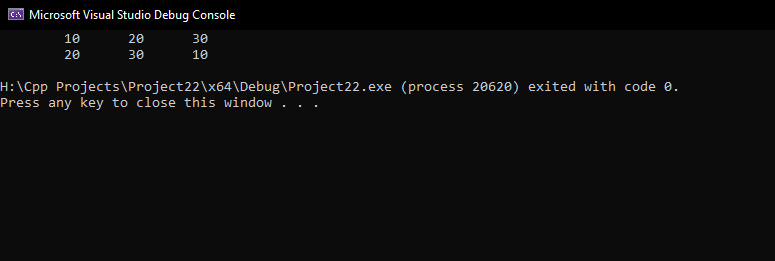 Microsoft Visual Studio Debug Console
10 20 30
20 30 10
H:\Cpp Projects\Project22\x64\Debug\Project22.exe (process 20620) exited with code 0.
Press any key to close this window . . .